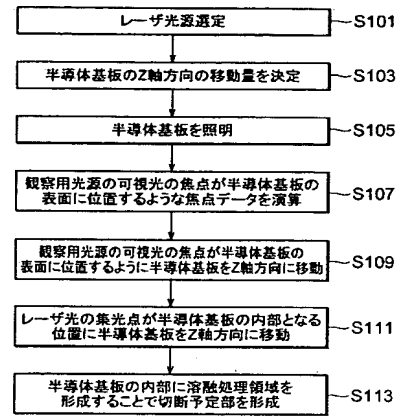 レーザ光源選定
S101
半導体基板のZ軸方向の移動量を決定
S103
半導体基板を照明
S105
観察用光源の可視光の焦点が半導体基板の
表面に位置するような焦点データを演算
S107
観察用光源の可視光の焦点が半導体基板の
表面に位置するように半導体基板をZ軸方向に移動
S109
レーザ光の集光点が半導体基板の内部となる
位置に半導体基板をZ軸方向に移動
S111
半導体基板の内部に溶融処理領域を
形成することで切断予定部を形成
S113